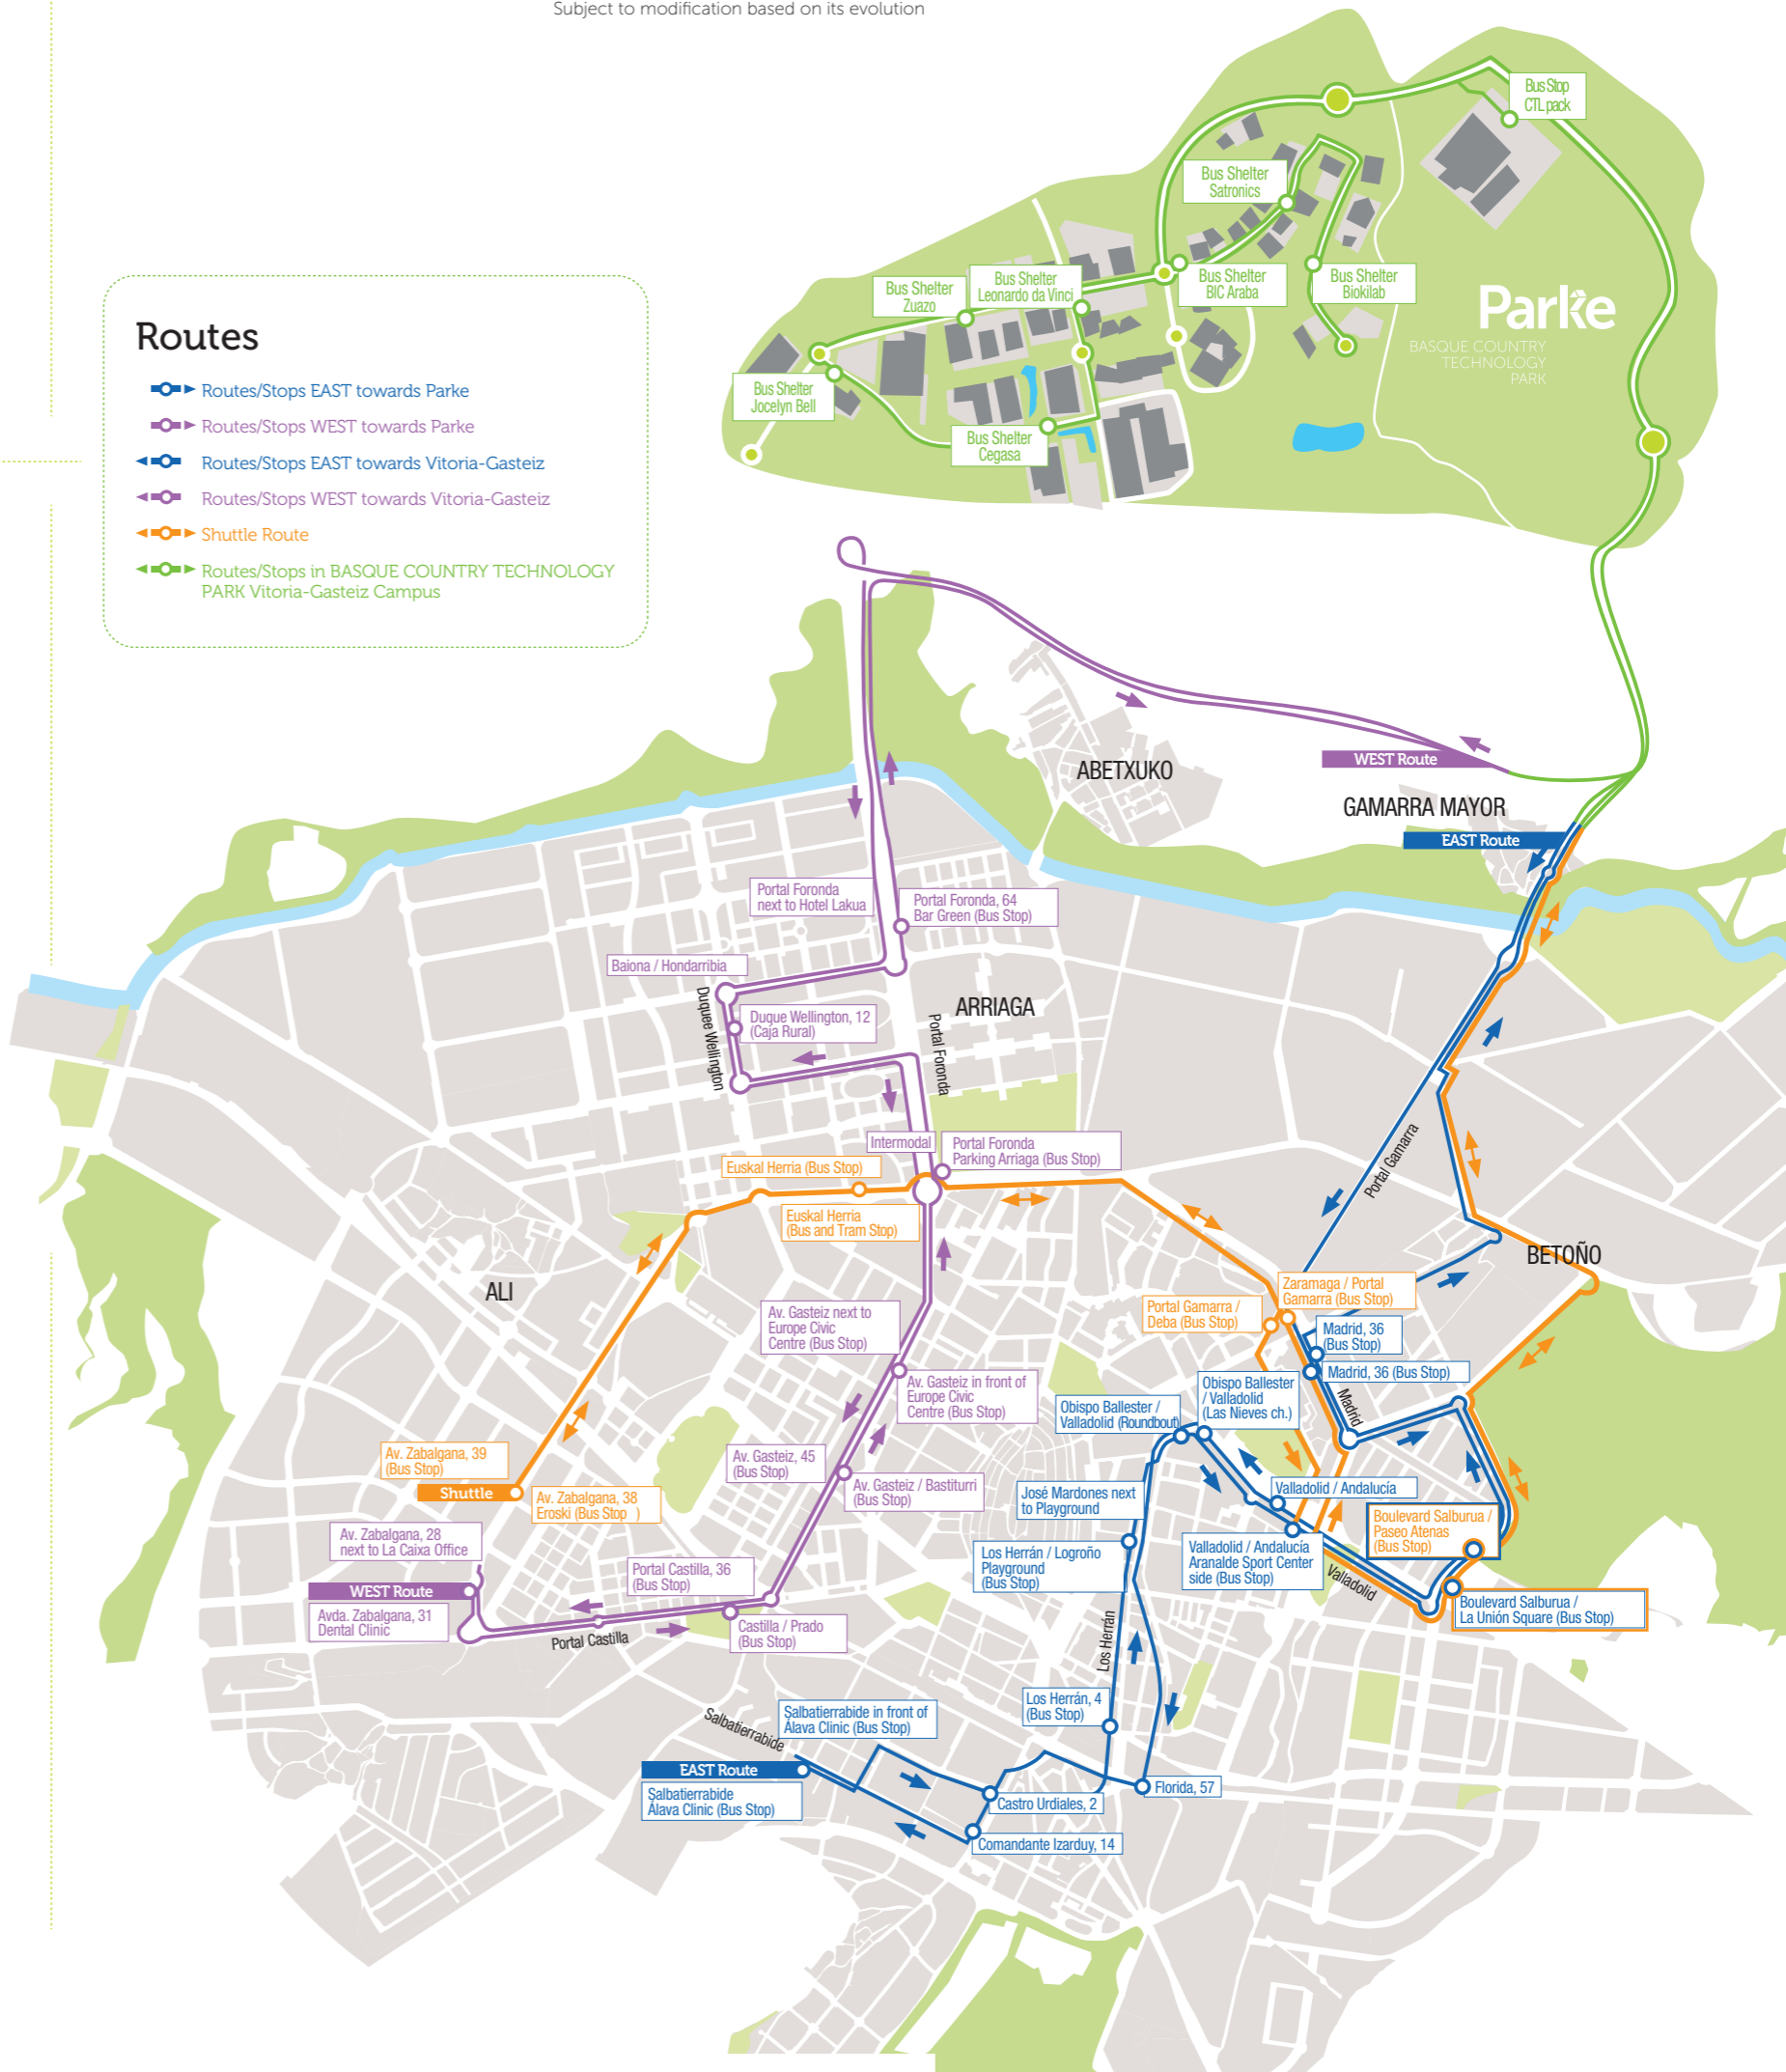 Subject to modification based on its evolution
Bus Stop
CTL pack
Bus Shelter
Satronics
Bus Shelter
Zuazo
Bus Shelter
Leonardo da Vinci
Bus Shelter
BIC Araba
Bus Shelter
Biokilab
Parke
BASQUE COUNTRY
TECHNOLOGY
PARK
Bus Shelter
Jocelyn Bell
Bus Shelter
Cegasa
Routes
Routes/Stops EAST towards Parke
Routes/Stops WEST towards Parke
Routes/Stops EAST towards Vitoria-Gasteiz
Routes/Stops WEST towards Vitoria-Gasteiz
Shuttle Route
Routes/Stops in BASQUE COUNTRY TECHNOLOGY
PARK Vitoria-Gasteiz Campus
WEST Route
ABETXUKO
GAMARRA MAYOR
EAST Route
Portal Foronda
next to Hotel Lakua
Portal Foronda, 64
Bar Green (Bus Stop)
Baiona / Hondarribia
Duquee Wellington
Duque Wellington, 12
(Caja Rural)
ARRIAGA
Portal Foronda
Intermodal
Portal Foronda
Parking Arriaga (Bus Stop)
Portal Gamarra
Euskal Herria (Bus Stop)
Euskal Herria
(Bus and Tram Stop)
BETOÑO
ALI
Zaramaga / Portal
Gamarra (Bus Stop)
Portal Gamarra /
Deba (Bus Stop)
Av. Gasteiz next to
Europe Civic
Centre (Bus Stop)
Madrid, 36
(Bus Stop)
Madrid, 36 (Bus Stop)
Madrid
Av. Gasteiz in front of
Europe Civic
Centre (Bus Stop)
Obispo Ballester
/ Valladolid
(Las Nieves ch.)
Obispo Ballester /
Valladolid (Roundbout)
Av. Zabalgana, 39
(Bus Stop)
Shuttle
Av. Zabalgana, 38
Eroski (Bus Stop )
Av. Gasteiz, 45
(Bus Stop)
Av. Gasteiz / Bastiturri
(Bus Stop)
José Mardones next
to Playground
Valladolid / Andalucía
Boulevard Salburua /
Paseo Atenas
(Bus Stop)
Av. Zabalgana, 28
next to La Caixa Office
Los Herrán / Logroño
Playground
(Bus Stop)
Valladolid / Andalucía
Aranalde Sport Center
side (Bus Stop)
Valladolid
WEST Route
Avda. Zabalgana, 31
Dental Clinic
Portal Castilla, 36
(Bus Stop)
Castilla / Prado
(Bus Stop)
Portal Castilla
Boulevard Salburua /
La Unión Square (Bus Stop)
Los Herrán
Los Herrán, 4
(Bus Stop)
Salbatierrabide
Salbatierrabide in front of
Álava Clinic (Bus Stop)
EAST Route
Salbatierrabide
Álava Clinic (Bus Stop)
Florida, 57
Castro Urdiales, 2
Comandante Izarduy, 14